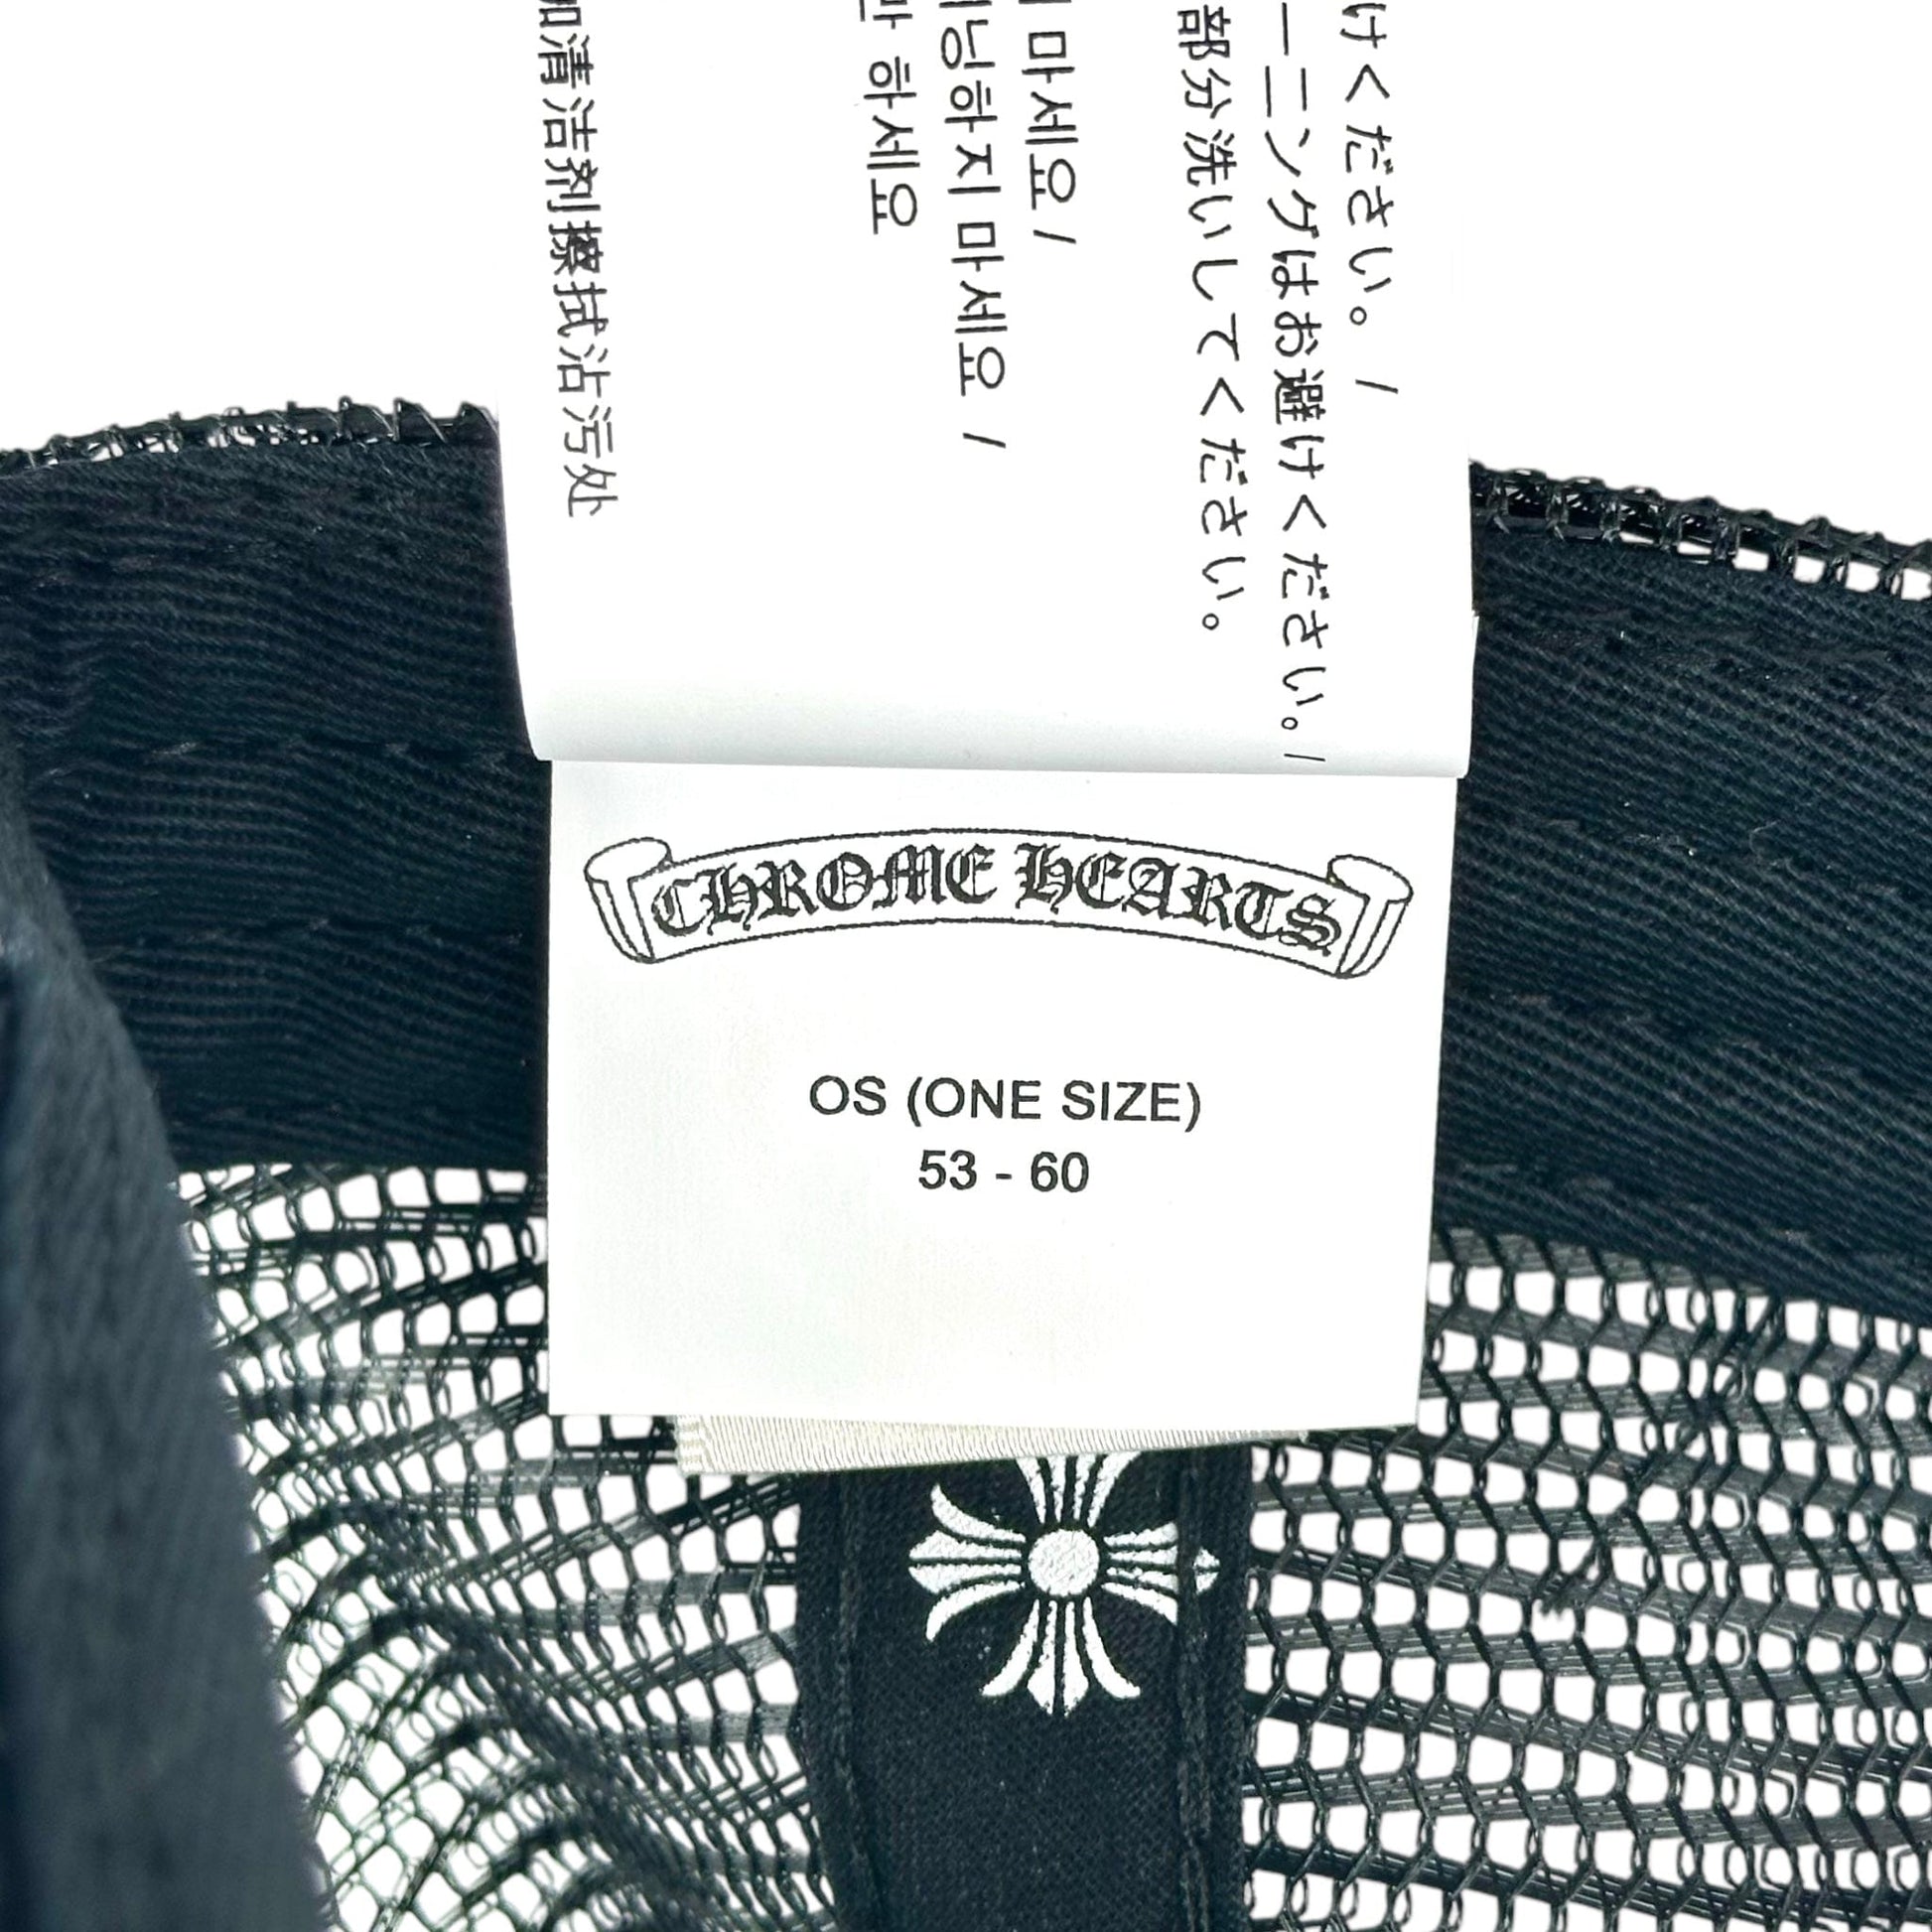 けください。/
ーニングはお避けください。/
部分洗いしてください。
마세요 /
닝하지 마세요 /
만 하세요
加清洁剂擦拭沾污处
CHROME HEARTS
OS (ONE SIZE)
53 - 60